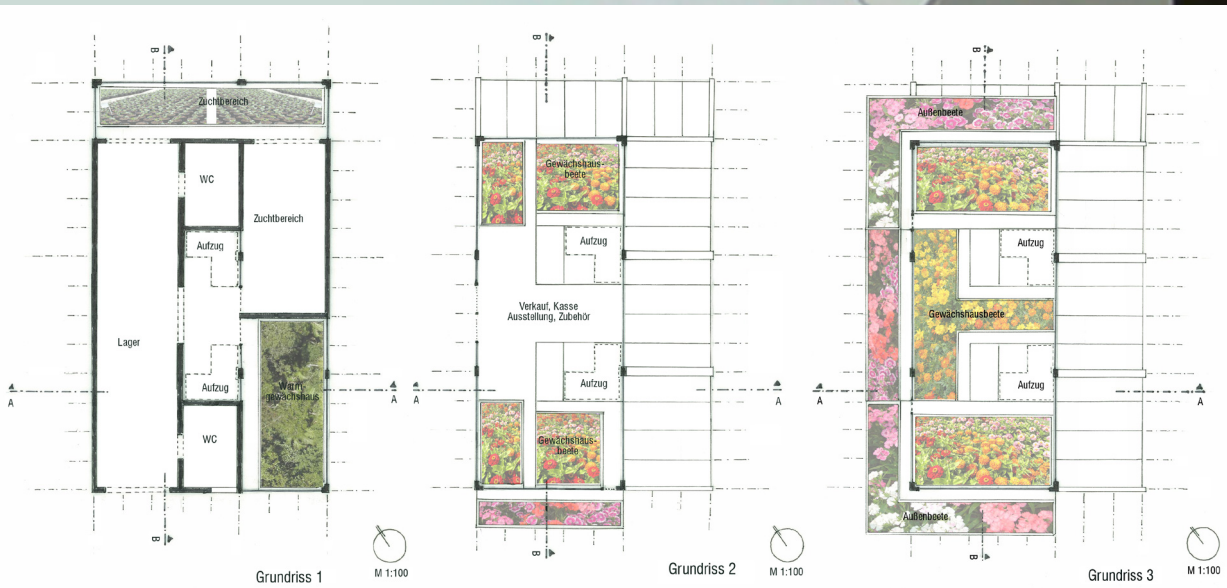 B
Zuchtbereich
WC
Zuchtbereich
Aufzug
Lager
Aufzug
Warm-
gewächshaus
A
A
WC
B
M 1:100
Grundriss 1
B
Gewächshaus-
beete
Aufzug
Verkauf, Kasse
Ausstellung, Zubehör
Aufzug
A
A
Gewächshaus-
beete
B
M 1:100
Grundriss 2
B
Außenbeete
Aufzug
Gewächshausbeete
Aufzug
A
A
Außenbeete
B
M 1:100
Grundriss 3